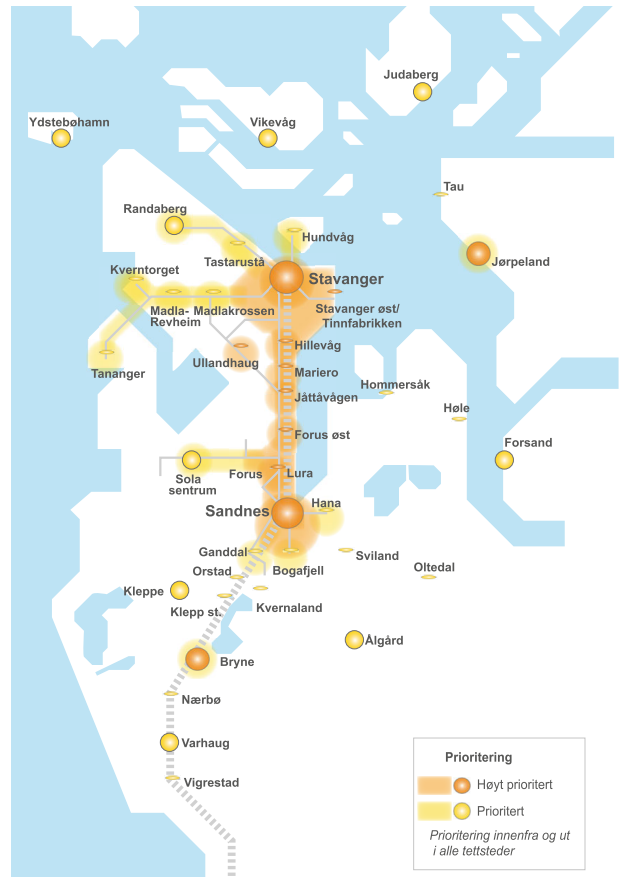 Judaberg
Ydstebøhamn
Vikevåg
Tau
Randaberg
Hundvåg
Tastarustå
Jørpeland
Kverntorget
Stavanger
Madla-
Revheim
Madlakrossen
Stavanger øst/
Tinnfabrikken
Hillevåg
Ullandhaug
Mariero
Tananger
Hommersåk
Jåttåvågen
Høle
Forus øst
Forsand
Forus
Lura
Sola
sentrum
Hana
Sandnes
Ganddal
Sviland
Bogafjell
Orstad
Oltedal
Kleppe
Klepp st.
Kvernaland
Ålgård
Bryne
Nærbø
Varhaug
Vigrestad
Prioritering
Høyt prioritert
Prioritert
Prioritering innenfra og ut
i alle tettsteder